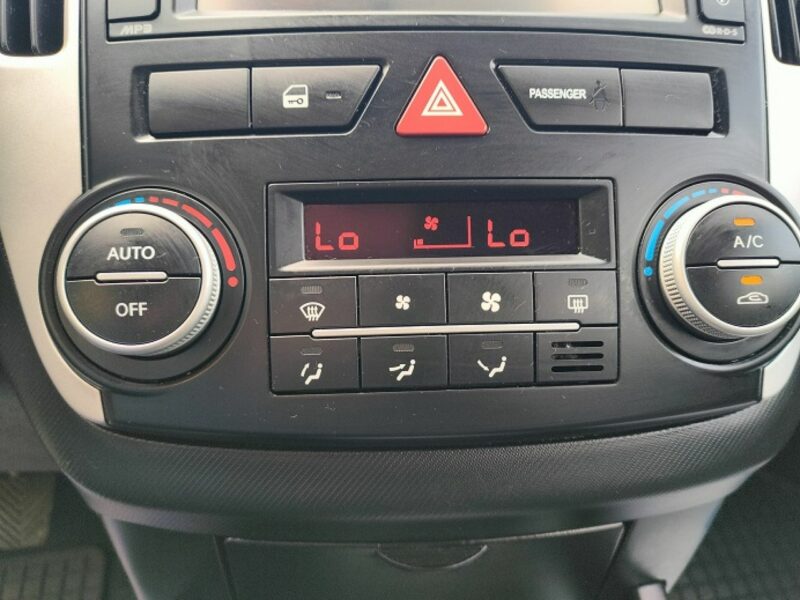 MP3
R·D·S
PASSENGER
Lo Lo
AUTO
OFF
A/C